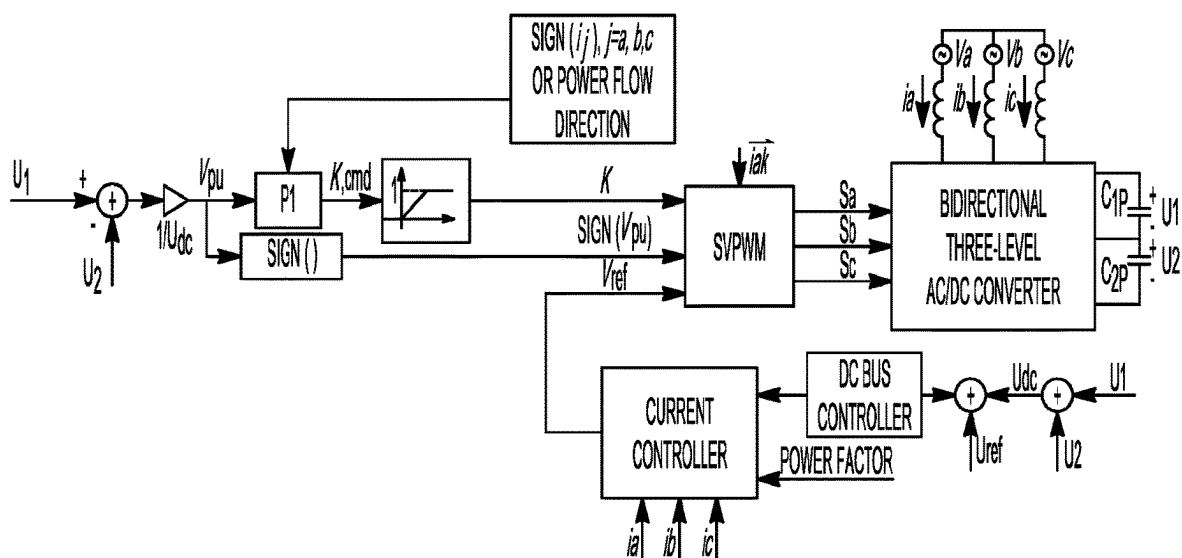 SIGN (ij), j=a, b,c
OR POWER FLOW
DIRECTION
Va
Vb
Vc
ia
ib
ic
U1
+
-
U2
+
1/Udc
Vpu
P1
K,cmd
1
SIGN ( )
K
SIGN (Vpu)
Vref
iak
SVPWM
Sa
Sb
Sc
BIDIRECTIONAL
THREE-LEVEL
AC/DC CONVERTER
C1P
+
-
U1
C2P
+
-
U2
CURRENT
CONTROLLER
DC BUS
CONTROLLER
POWER FACTOR
Uref
Udc
U1
U2
ia
ib
ic